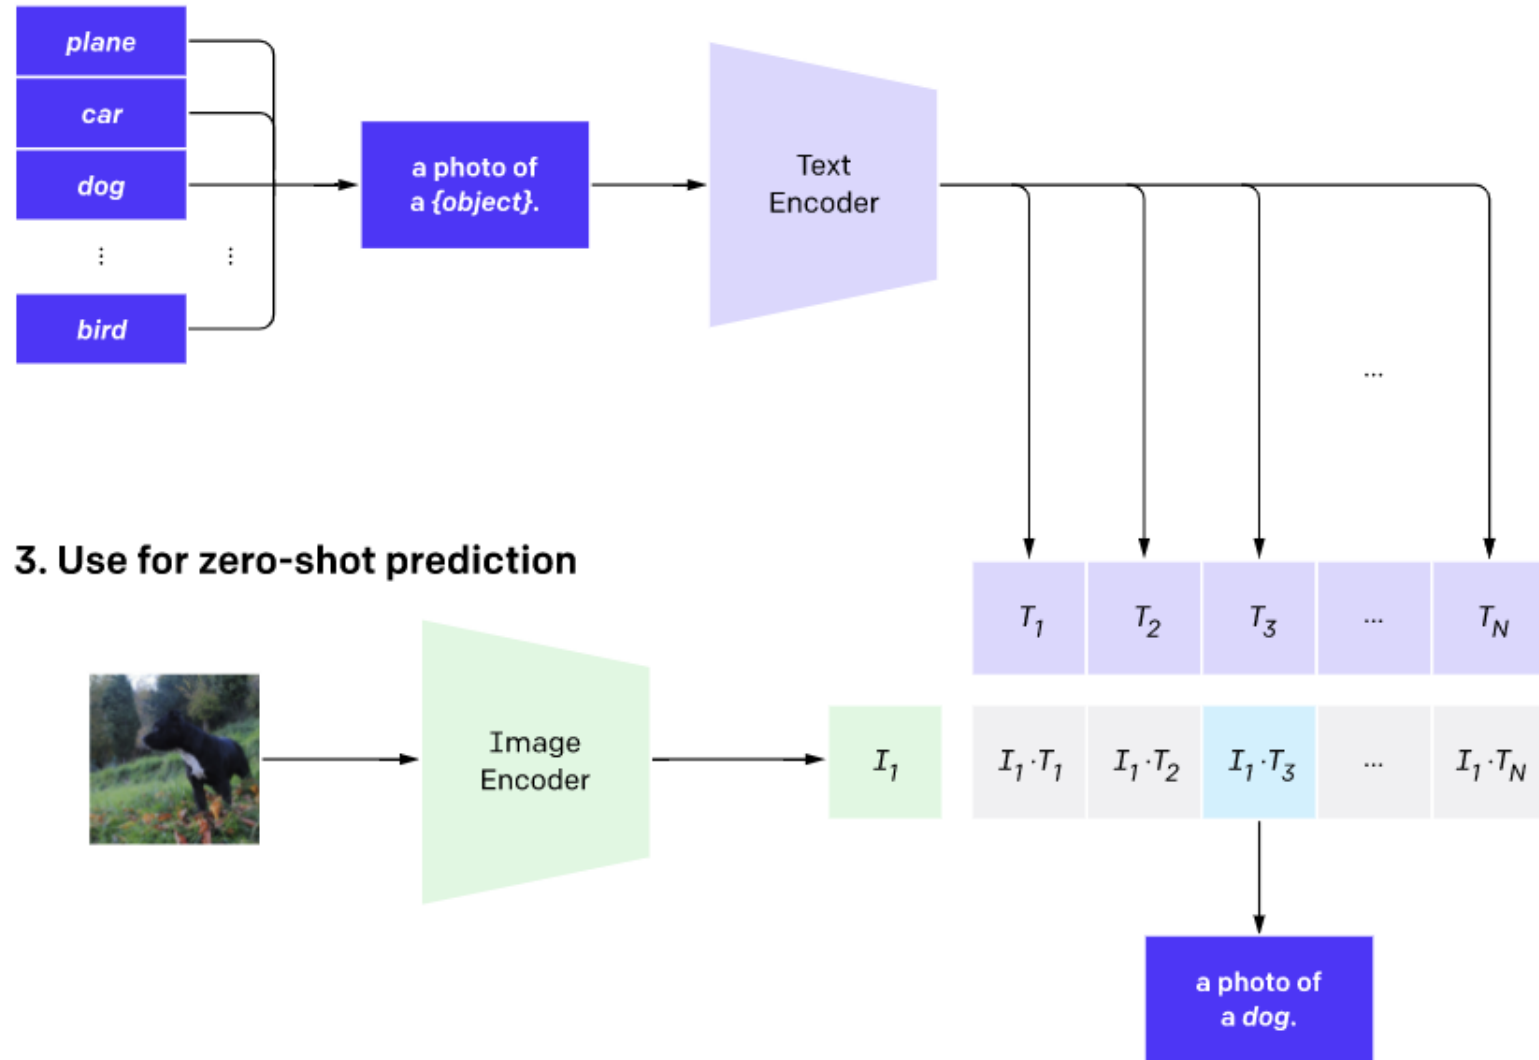 plane
car
dog
⋮ ⋮
bird
a photo of
a {object}.
Text
Encoder
...
3. Use for zero-shot prediction
T1 T2 T3 ... TN
Image
Encoder
I1 I1·T1 I1·T2 I1·T3 ... I1·TN
a photo of
a dog.